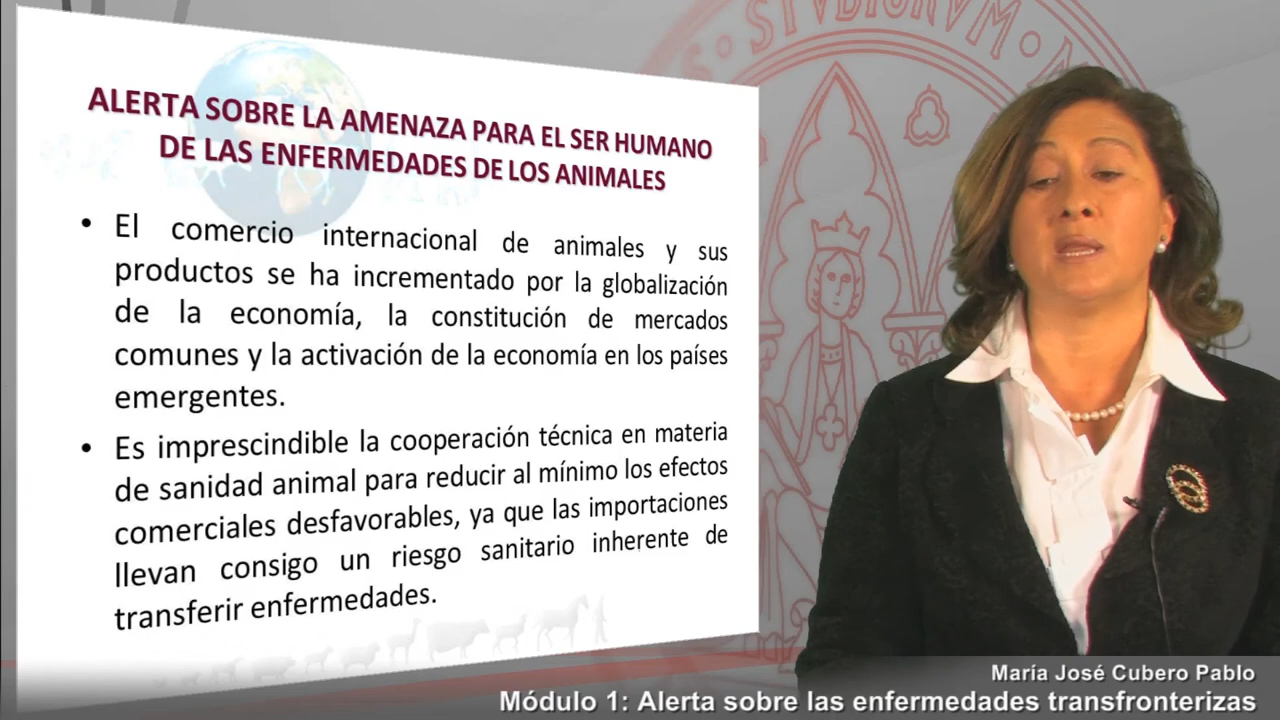 ALERTA SOBRE LA AMENAZA PARA EL SER HUMANO
DE LAS ENFERMEDADES DE LOS ANIMALES
• El comercio internacional de animales y sus
productos se ha incrementado por la globalización
de la economía, la constitución de mercados
comunes y la activación de la economía en los países
emergentes.
• Es imprescindible la cooperación técnica en materia
de sanidad animal para reducir al mínimo los efectos
comerciales desfavorables, ya que las importaciones
llevan consigo un riesgo sanitario inherente de
transferir enfermedades.
STVDIORVM
María José Cubero Pablo
Módulo 1: Alerta sobre las enfermedades transfronterizas